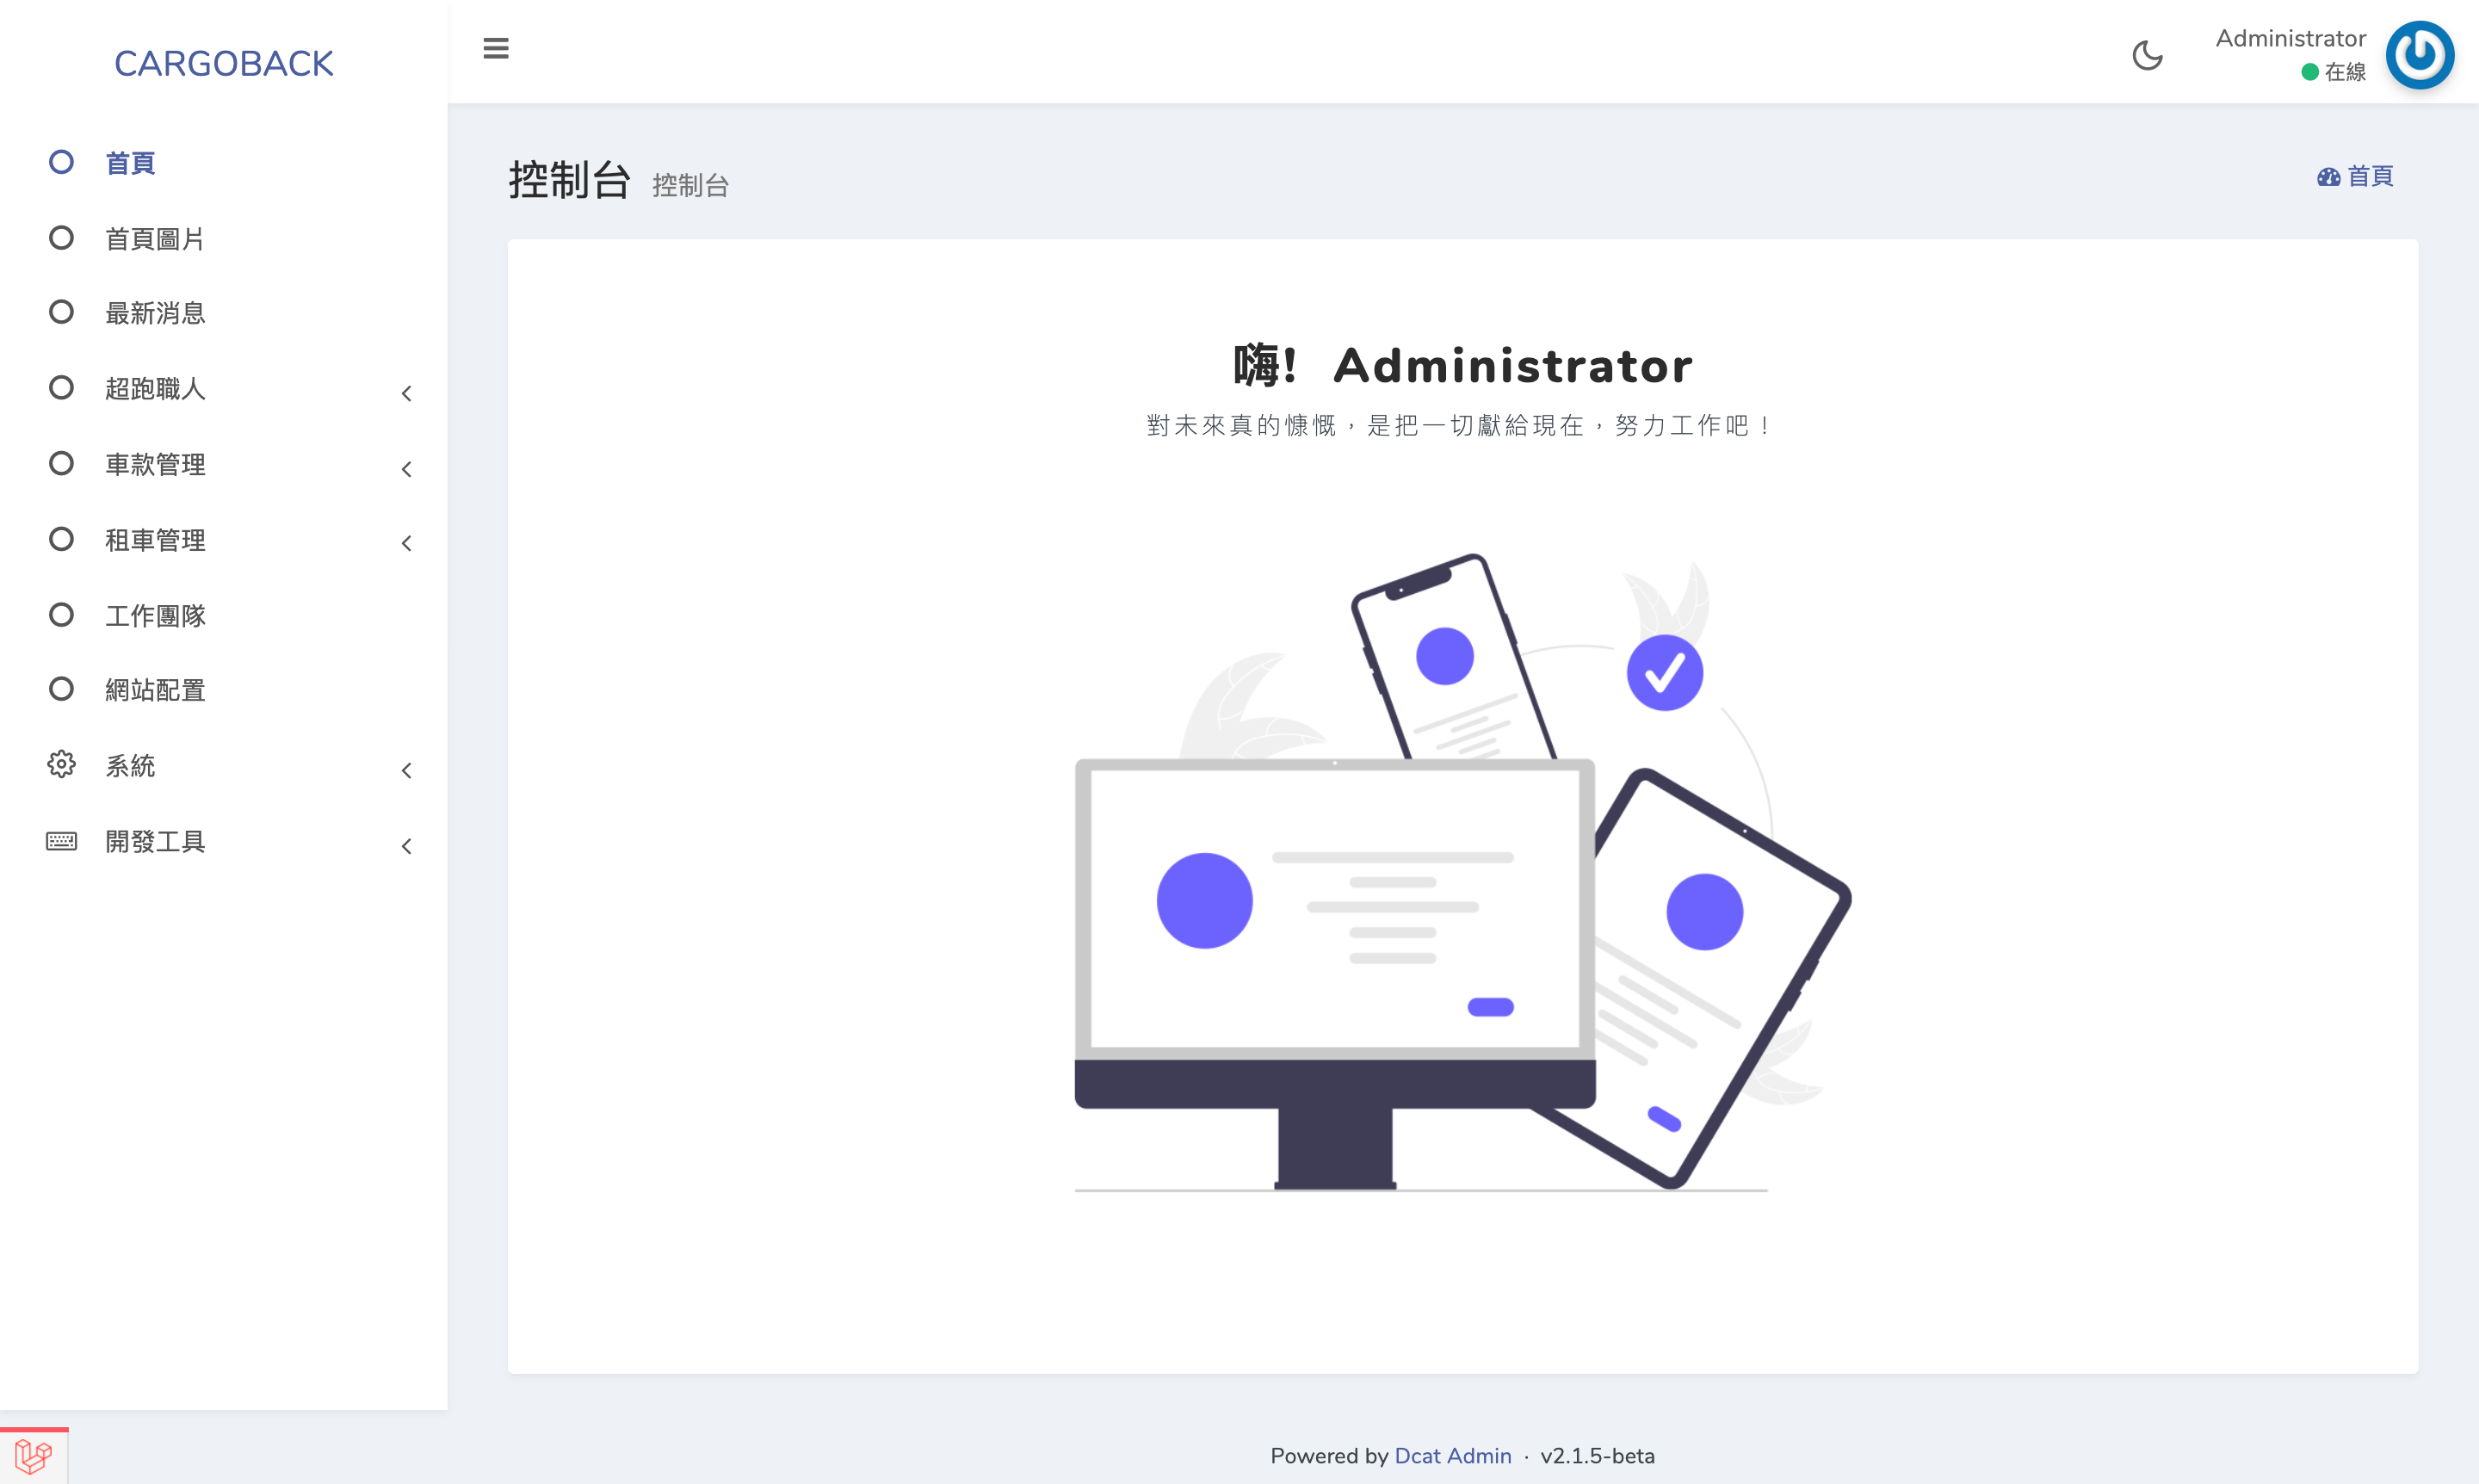 CARGOBACK
首頁
首頁圖片
最新消息
超跑職人
車款管理
租車管理
工作團隊
網站配置
系統
開發工具
Administrator
在線
控制台 控制台
首頁
嗨! Administrator
對未來真的慷慨，是把一切獻給現在，努力工作吧！
Powered by Dcat Admin · v2.1.5-beta